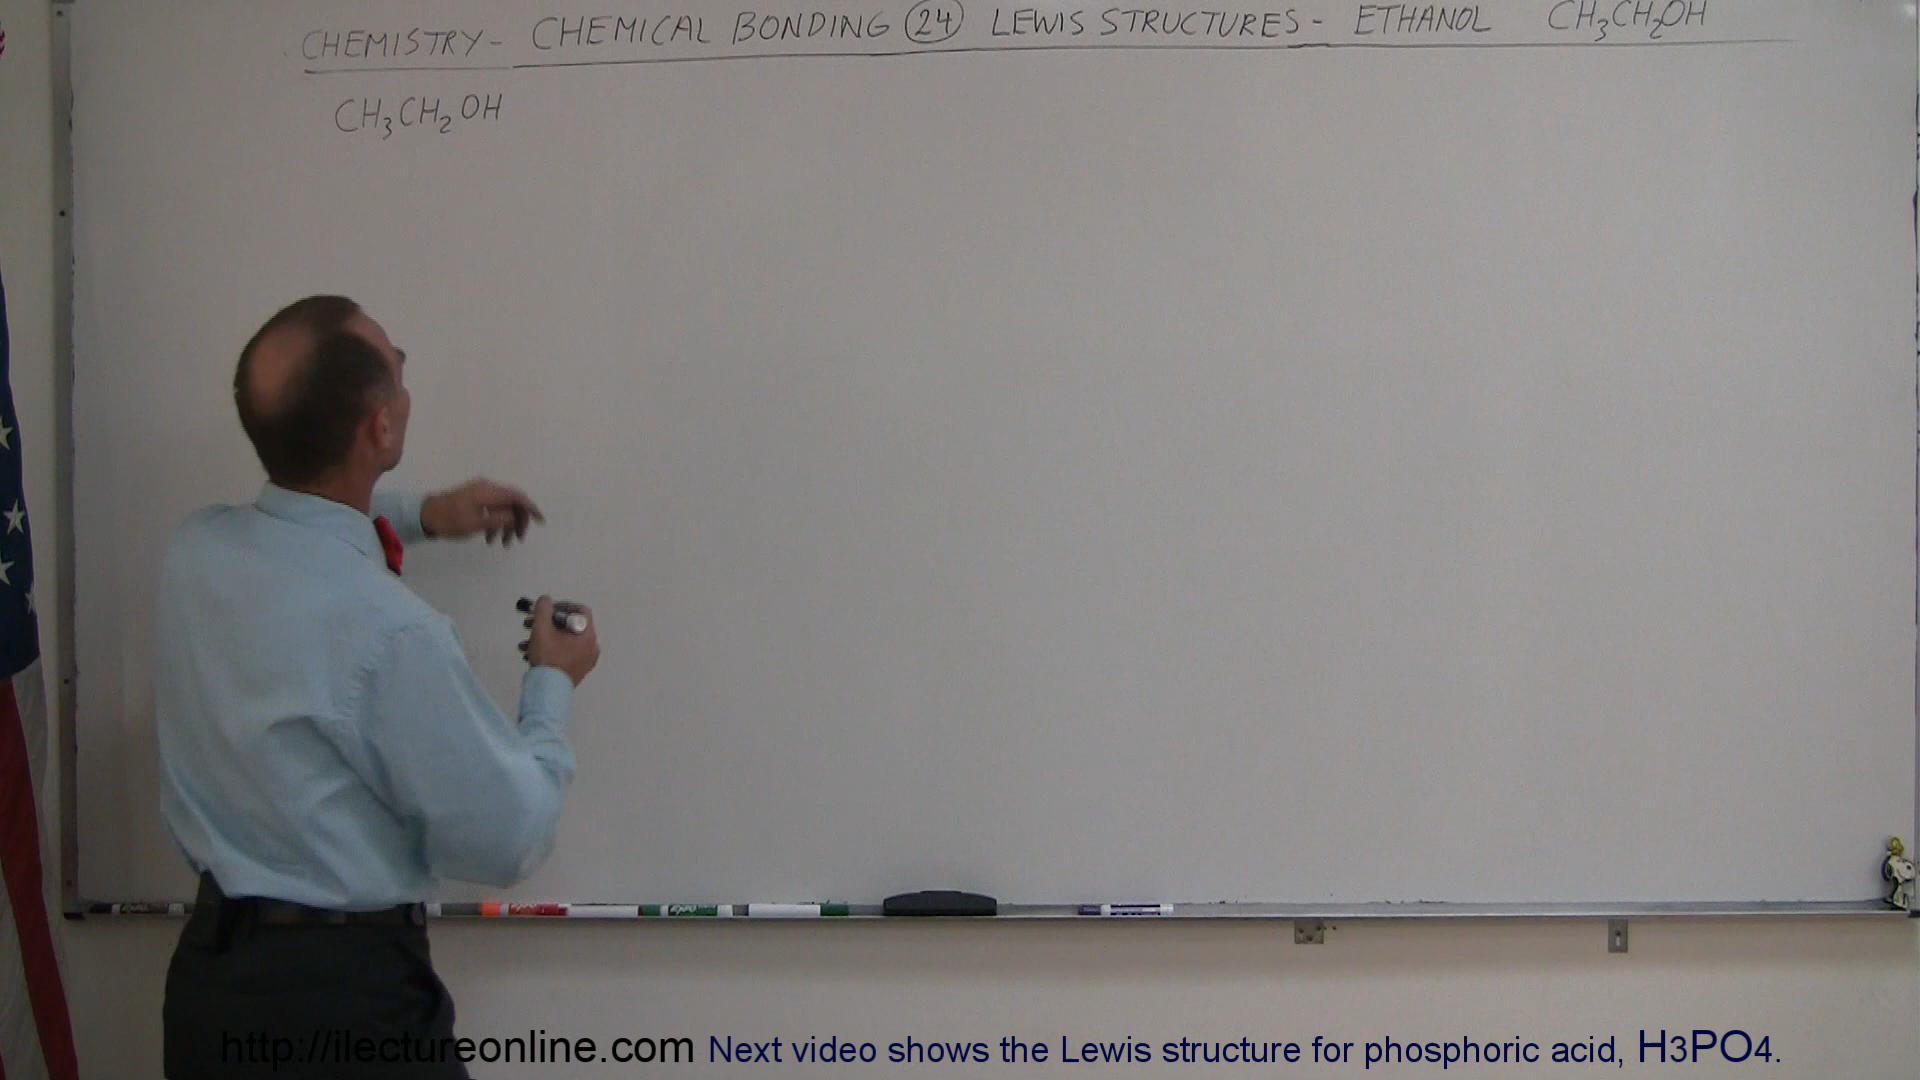 CHEMISTRY- CHEMICAL BONDING 24 LEWIS STRUCTURES - ETHANOL CH₃CH₂OH
CH₃CH₂OH
http://ilectureonline.com Next video shows the Lewis structure for phosphoric acid, H3PO4.